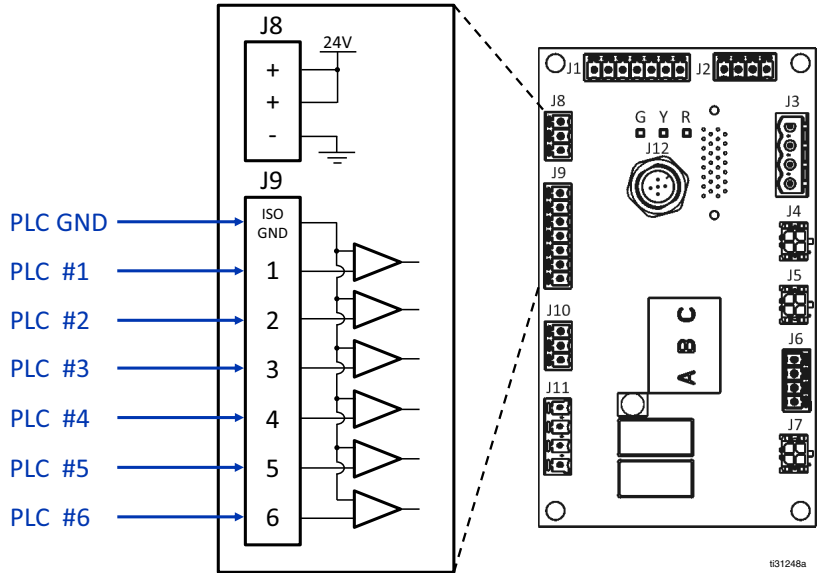 J8
24V
+
+
-
J9
ISO
GND
PLC GND
1
PLC #1
2
PLC #2
3
PLC #3
4
PLC #4
5
PLC #5
6
PLC #6
J1
J2
J8
G Y R
J3
J12
J9
J4
J5
J10
A B C
J6
J11
J7
ti31248a